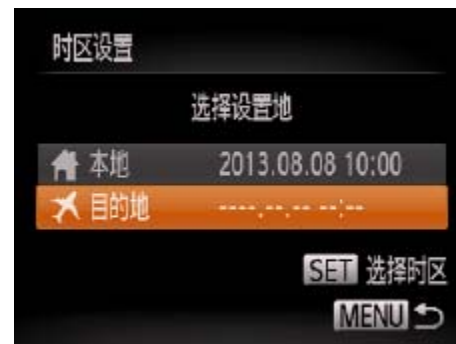 时区设置
选择设置地
本地 2013.08.08 10:00
目的地 ----.--.-- --:--
SET 选择时区
MENU